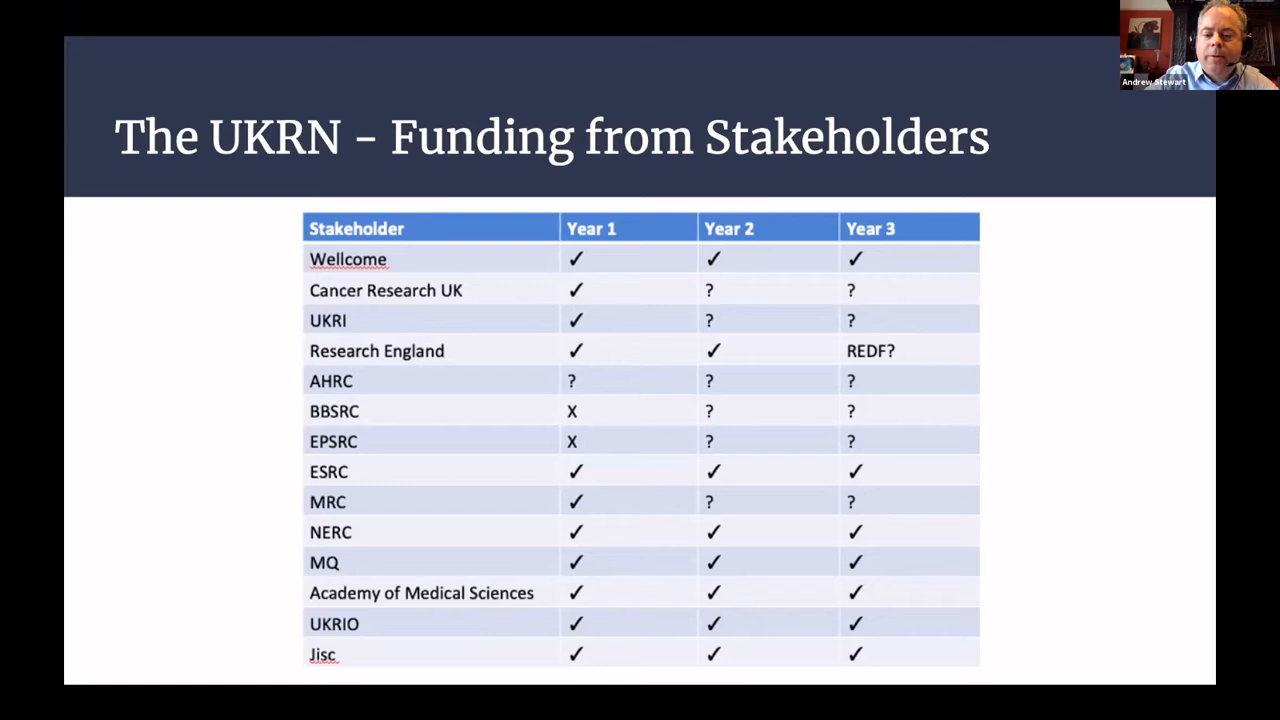 Andrew Stewart
The UKRN - Funding from Stakeholders
Stakeholder Year 1 Year 2 Year 3
Wellcome ✓ ✓ ✓
Cancer Research UK ✓ ? ?
UKRI ✓ ? ?
Research England ✓ ✓ REDF?
AHRC ? ? ?
BBSRC X ? ?
EPSRC X ? ?
ESRC ✓ ✓ ✓
MRC ✓ ? ?
NERC ✓ ✓ ✓
MQ ✓ ✓ ✓
Academy of Medical Sciences ✓ ✓ ✓
UKRIO ✓ ✓ ✓
Jisc ✓ ✓ ✓